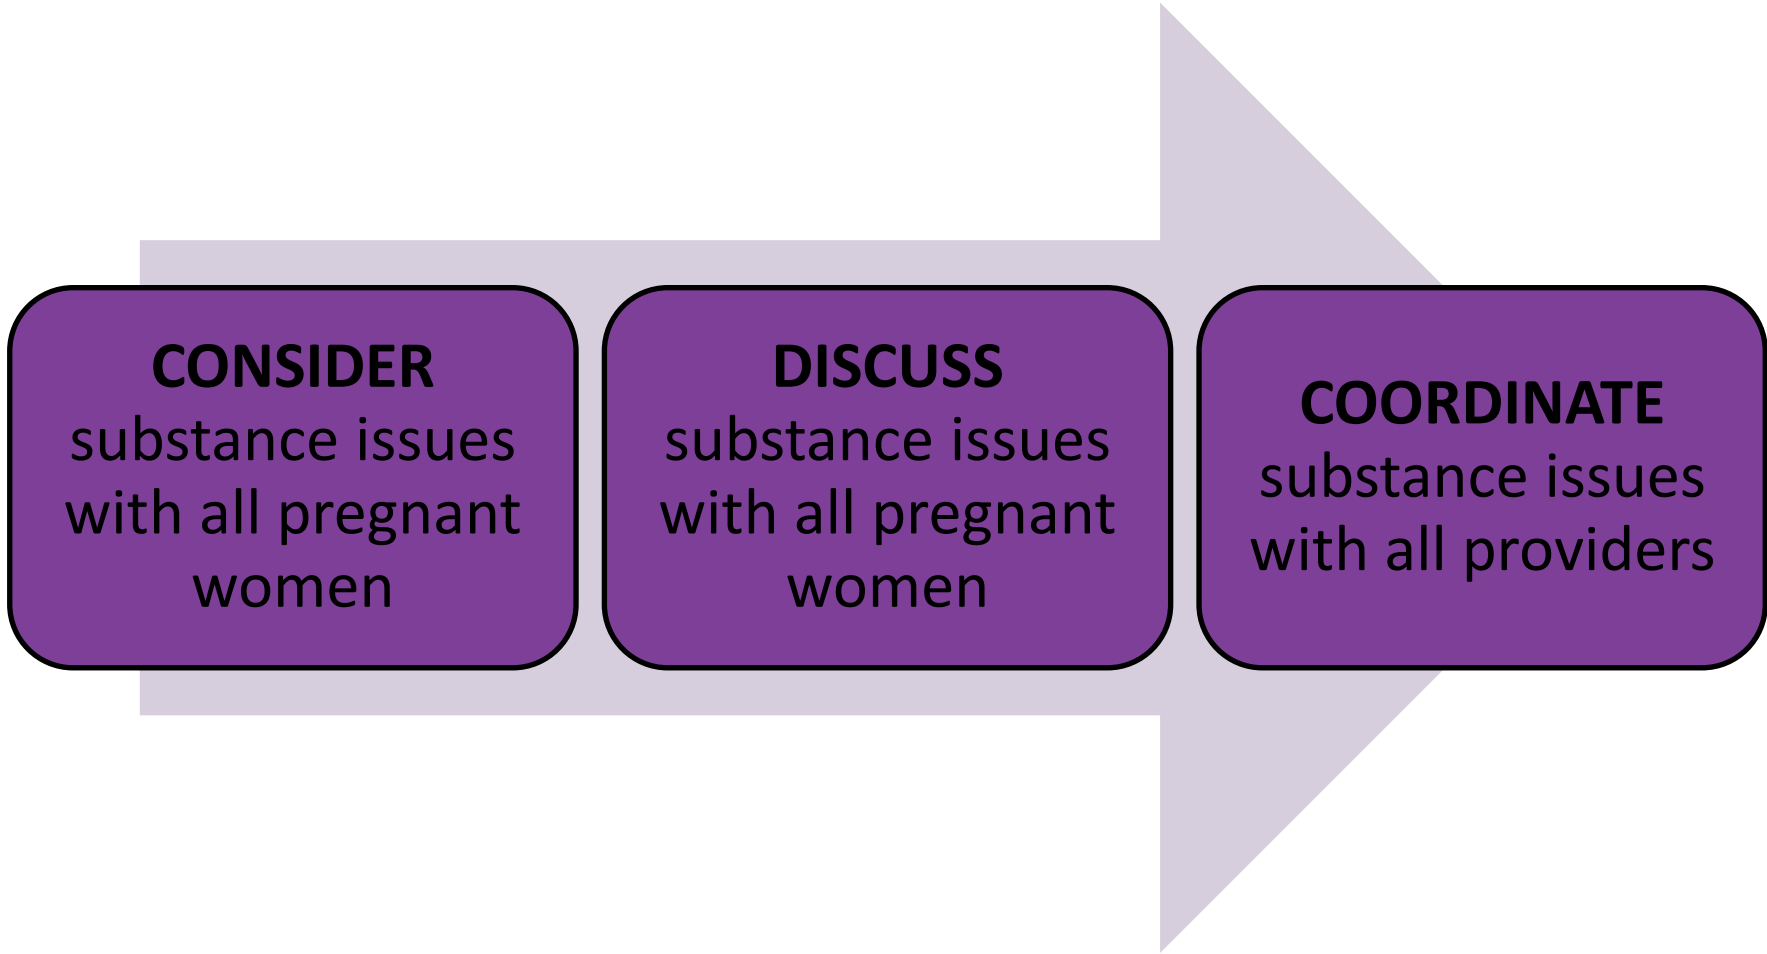 CONSIDER
substance issues
with all pregnant
women
DISCUSS
substance issues
with all pregnant
women
COORDINATE
substance issues
with all providers